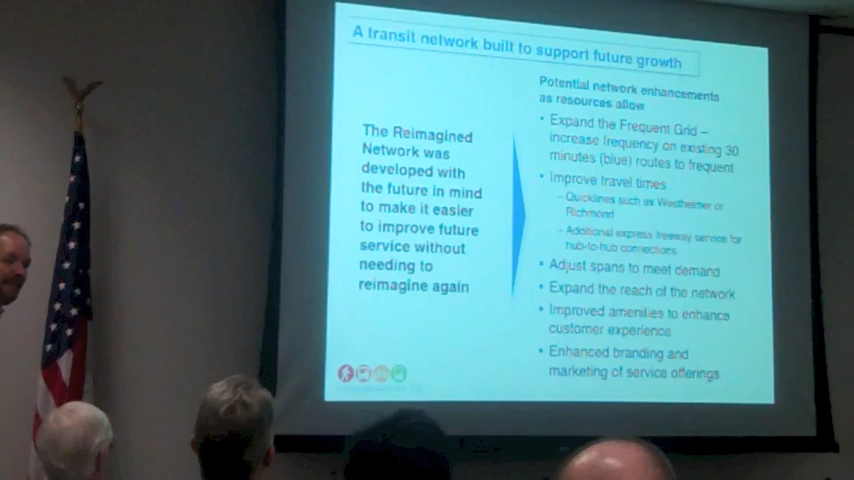 A transit network built to support future growth
The Reimagined
Network was
developed with
the future in mind
to make it easier
to improve future
service without
needing to
reimagine again
Potential network enhancements
as resources allow
• Expand the Frequent Grid –
increase frequency on existing 30
minutes (blue) routes to frequent
• Improve travel times
– Quicklines such as Westheimer or
Richmond
– Additional express freeway service for
hub-to-hub connections
• Adjust spans to meet demand
• Expand the reach of the network
• Improved amenities to enhance
customer experience
• Enhanced branding and
marketing of service offerings